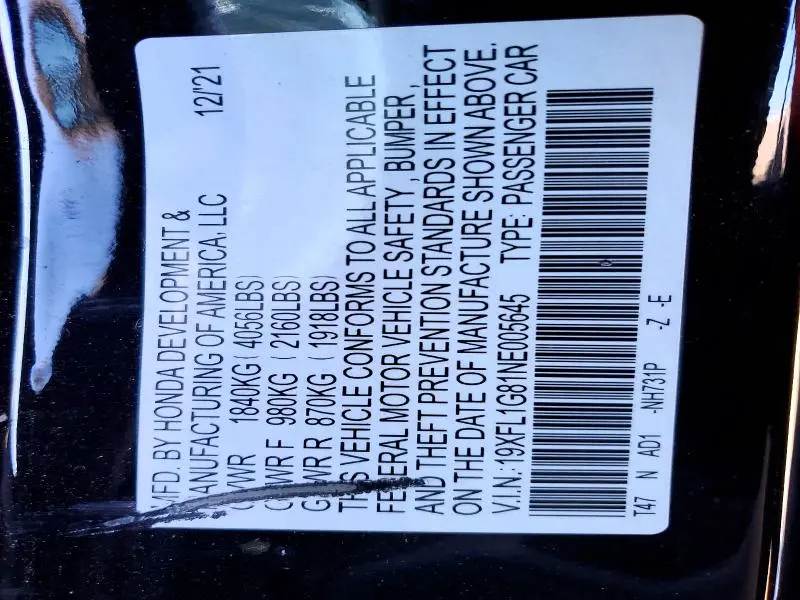 MFD. BY HONDA DEVELOPMENT &
MANUFACTURING OF AMERICA, LLC 12/'21
GVWR 1840KG ( 4056LBS)
GAWR F 980KG ( 2160LBS)
GAWR R 870KG ( 1918LBS)
THIS VEHICLE CONFORMS TO ALL APPLICABLE
FEDERAL MOTOR VEHICLE SAFETY , BUMPER ,
AND THEFT PREVENTION STANDARDS IN EFFECT
ON THE DATE OF MANUFACTURE SHOWN ABOVE.
V.I.N.: 19XFL1G81NE005645 TYPE: PASSENGER CAR
T47 N AD1 -NH731P -Z -E